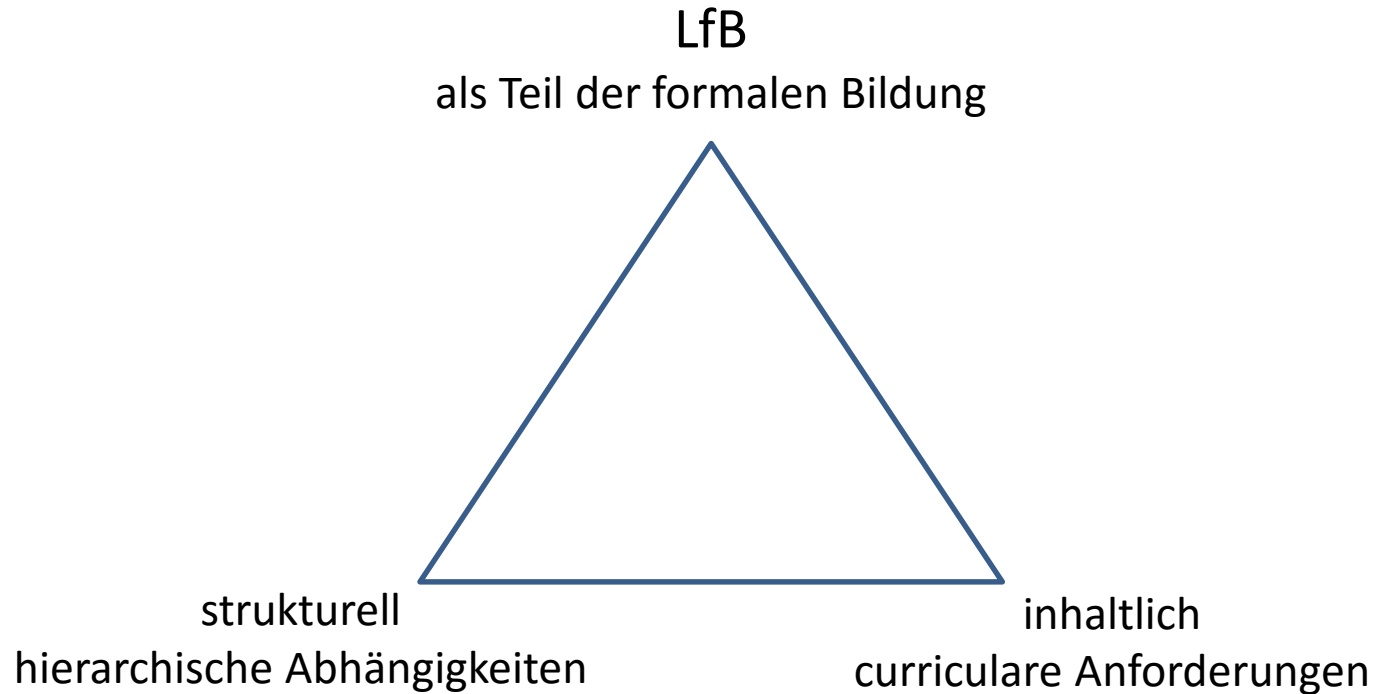 LfB
als Teil der formalen Bildung
strukturell
hierarchische Abhängigkeiten
inhaltlich
curriculare Anforderungen